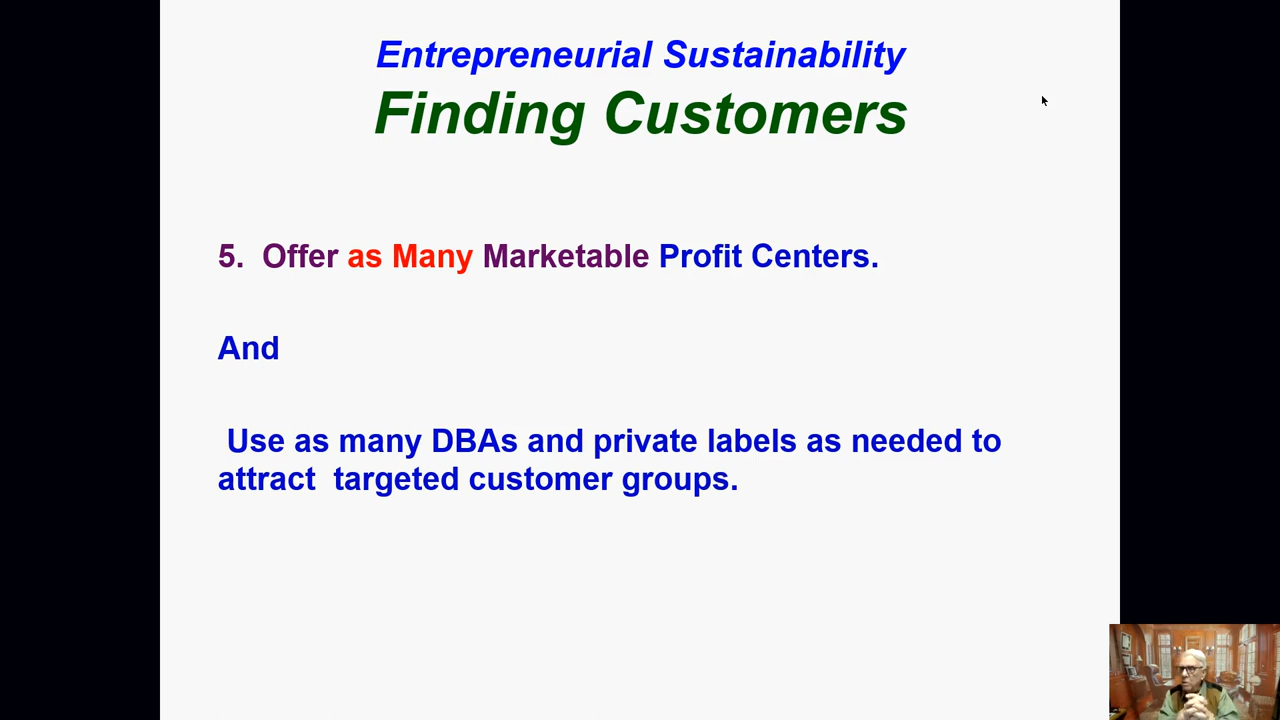 Entrepreneurial Sustainability
Finding Customers
5. Offer as Many Marketable Profit Centers.
And
Use as many DBAs and private labels as needed to
attract targeted customer groups.